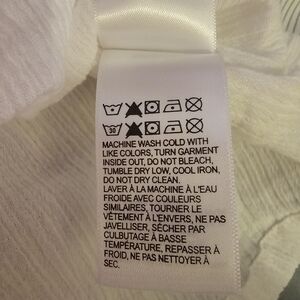 30
MACHINE WASH COLD WITH
LIKE COLORS, TURN GARMENT
INSIDE OUT, DO NOT BLEACH,
TUMBLE DRY LOW, COOL IRON,
DO NOT DRY CLEAN.
LAVER À LA MACHINE À L'EAU
FROIDE AVEC COULEURS
SIMILAIRES, TOURNER LE
VÊTEMENT À L'ENVERS, NE PAS
JAVELLISER, SÉCHER PAR
CULBUTAGE À BASSE
TEMPÉRATURE, REPASSER À
FROID, NE PAS NETTOYER À
SEC.